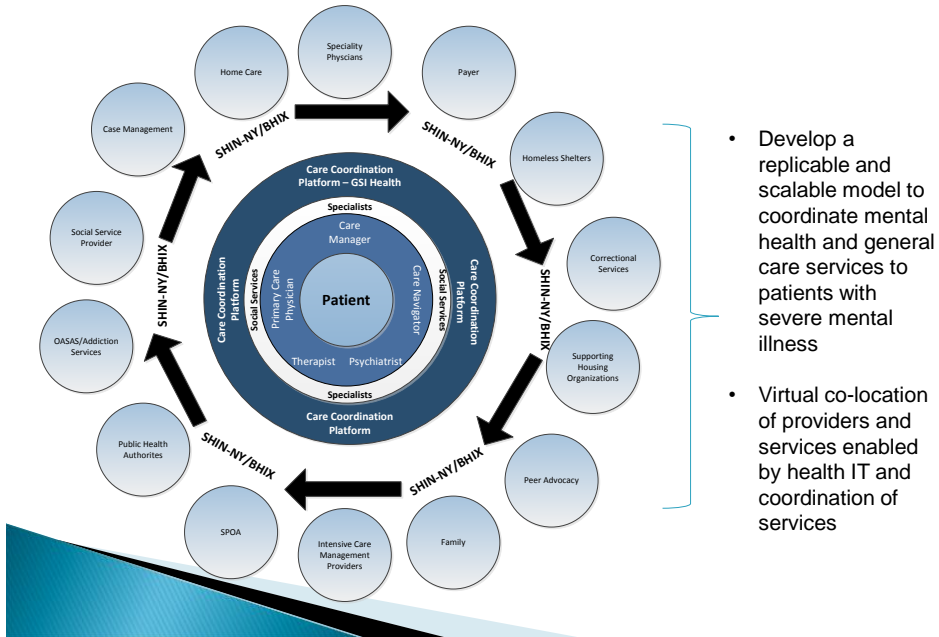 Speciality
Physcians
Home Care
Payer
Case Management
Homeless Shelters
Social Service
Provider
Correctional
Services
OASAS/Addiction
Services
Supporting
Housing
Organizations
Public Health
Authorites
Peer Advocacy
SPOA
Intensive Care
Management
Providers
Family
SHIN-NY/BHIX
SHIN-NY/BHIX
SHIN-NY/BHIX
SHIN-NY/BHIX
SHIN-NY/BHIX
SHIN-NY/BHIX
Care Coordination
Platform – GSI Health
Care Coordination
Platform
Care Coordination
Platform
Care Coordination
Platform
Specialists
Social Services
Social Services
Specialists
Care
Manager
Primary Care
Physician
Care Navigator
Therapist
Psychiatrist
Patient
• Develop a
replicable and
scalable model to
coordinate mental
health and general
care services to
patients with
severe mental
illness
• Virtual co-location
of providers and
services enabled
by health IT and
coordination of
services